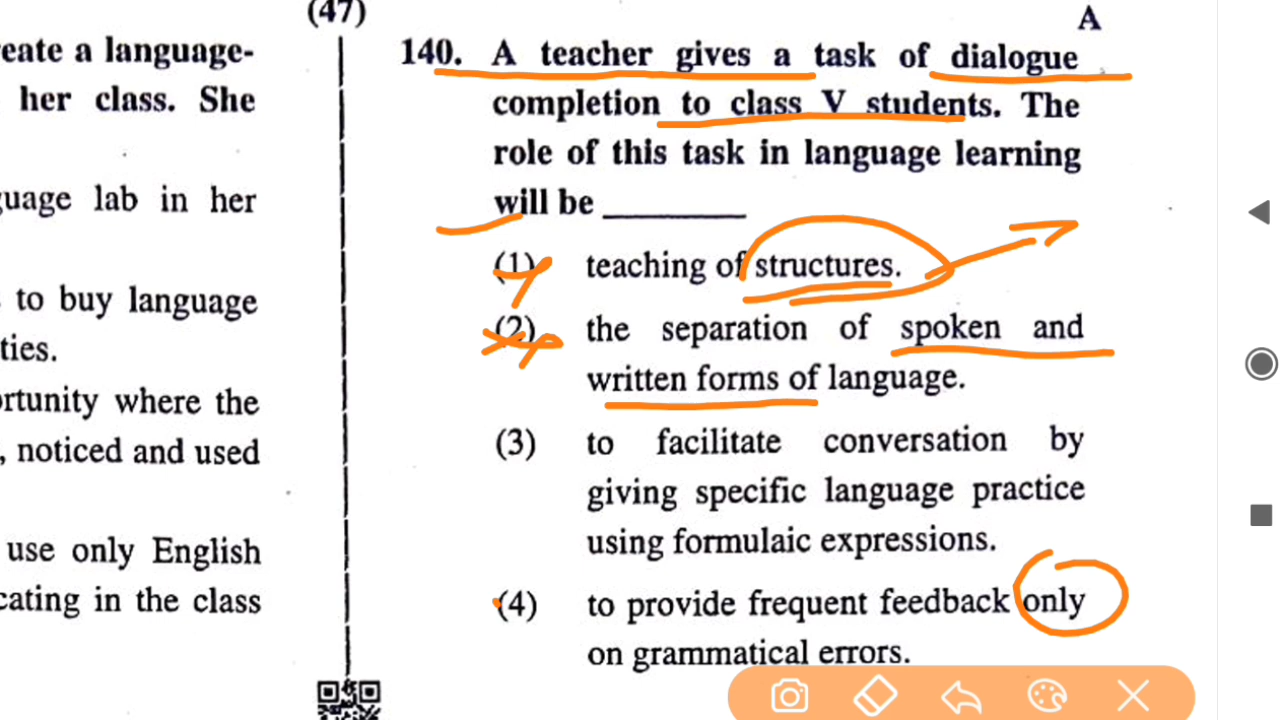 (47)
A
eate a language-
her class. She
guage lab in her
to buy language
ties.
ortunity where the
, noticed and used
use only English
cating in the class
140. A teacher gives a task of dialogue
completion to class V students. The
role of this task in language learning
will be ________
(1) teaching of structures.
(2) the separation of spoken and
written forms of language.
(3) to facilitate conversation by
giving specific language practice
using formulaic expressions.
(4) to provide frequent feedback only
on grammatical errors.